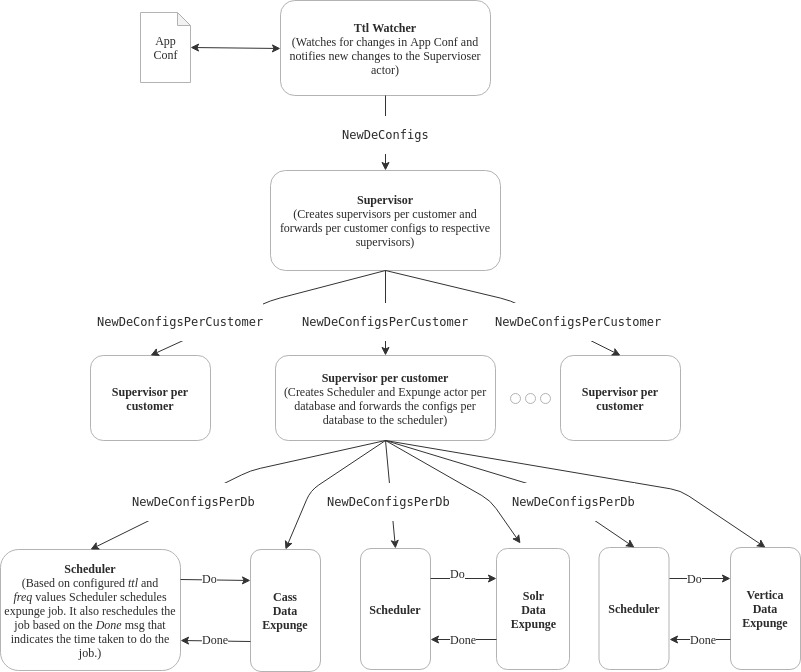 App
Conf
Ttl Watcher
(Watches for changes in App Conf and
notifies new changes to the Supervioser
actor)
NewDeConfigs
Supervisor
(Creates supervisors per customer and
forwards per customer configs to respective
supervisors)
NewDeConfigsPerCustomer
NewDeConfigsPerCustomer
NewDeConfigsPerCustomer
Supervisor per
customer
Supervisor per customer
(Creates Scheduler and Expunge actor per
database and forwards the configs per
database to the scheduler)
Supervisor per
customer
NewDeConfigsPerDb
NewDeConfigsPerDb
NewDeConfigsPerDb
Scheduler
(Based on configured ttl and
freq values Scheduler schedules
expunge job. It also reschedules the
job based on the Done msg that
indicates the time taken to do the
job.)
Do
Done
Cass
Data
Expunge
Scheduler
Do
Done
Solr
Data
Expunge
Scheduler
Do
Done
Vertica
Data
Expunge